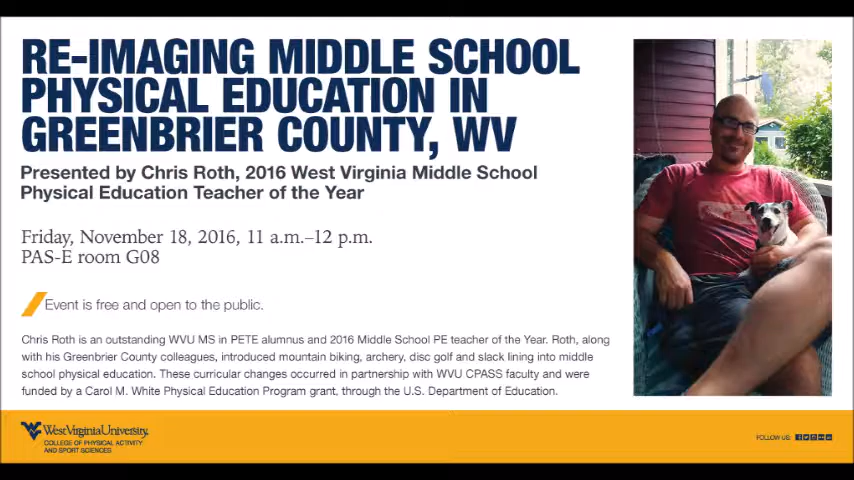 RE-IMAGING MIDDLE SCHOOL
PHYSICAL EDUCATION IN
GREENBRIER COUNTY, WV
Presented by Chris Roth, 2016 West Virginia Middle School
Physical Education Teacher of the Year
Friday, November 18, 2016, 11 a.m.–12 p.m.
PAS-E room G08
Event is free and open to the public.
Chris Roth is an outstanding WVU MS in PETE alumnus and 2016 Middle School PE teacher of the Year. Roth, along
with his Greenbrier County colleagues, introduced mountain biking, archery, disc golf and slack lining into middle
school physical education. These curricular changes occurred in partnership with WVU CPASS faculty and were
funded by a Carol M. White Physical Education Program grant, through the U.S. Department of Education.
WestVirginiaUniversity.
COLLEGE OF PHYSICAL ACTIVITY
AND SPORT SCIENCES
FOLLOW US: